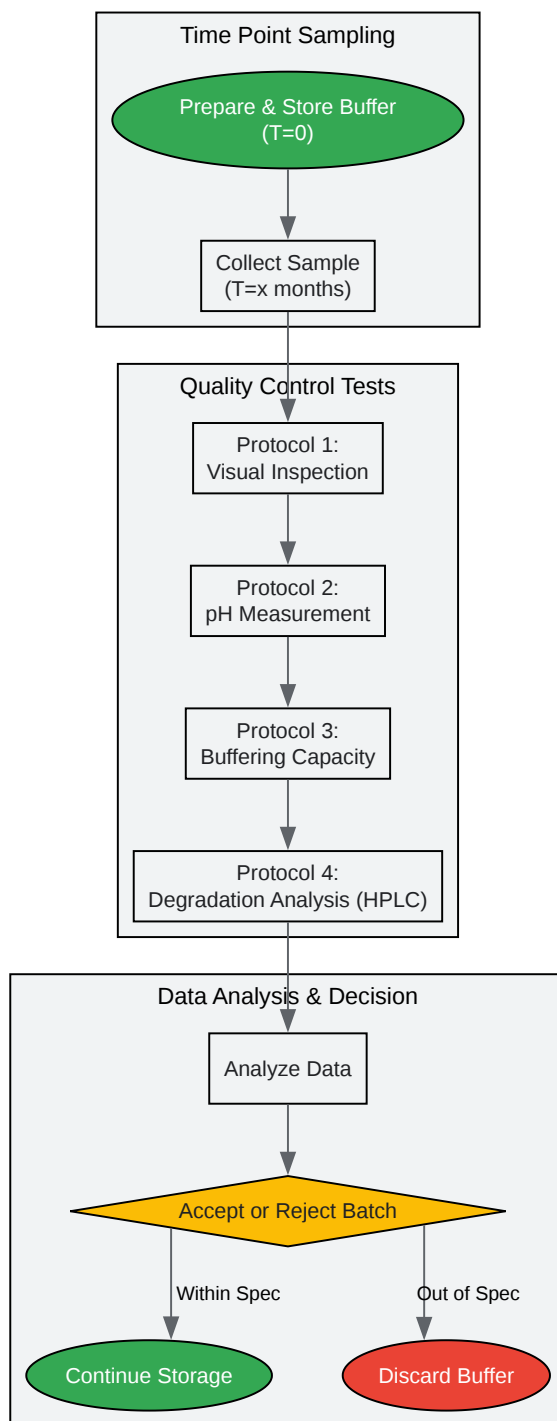 Time Point Sampling
Prepare & Store Buffer
(T=0)
Collect Sample
(T=x months)
Quality Control Tests
Protocol 1:
Visual Inspection
Protocol 2:
pH Measurement
Protocol 3:
Buffering Capacity
Protocol 4:
Degradation Analysis (HPLC)
Data Analysis & Decision
Analyze Data
Accept or Reject Batch
Within Spec
Out of Spec
Continue Storage
Discard Buffer